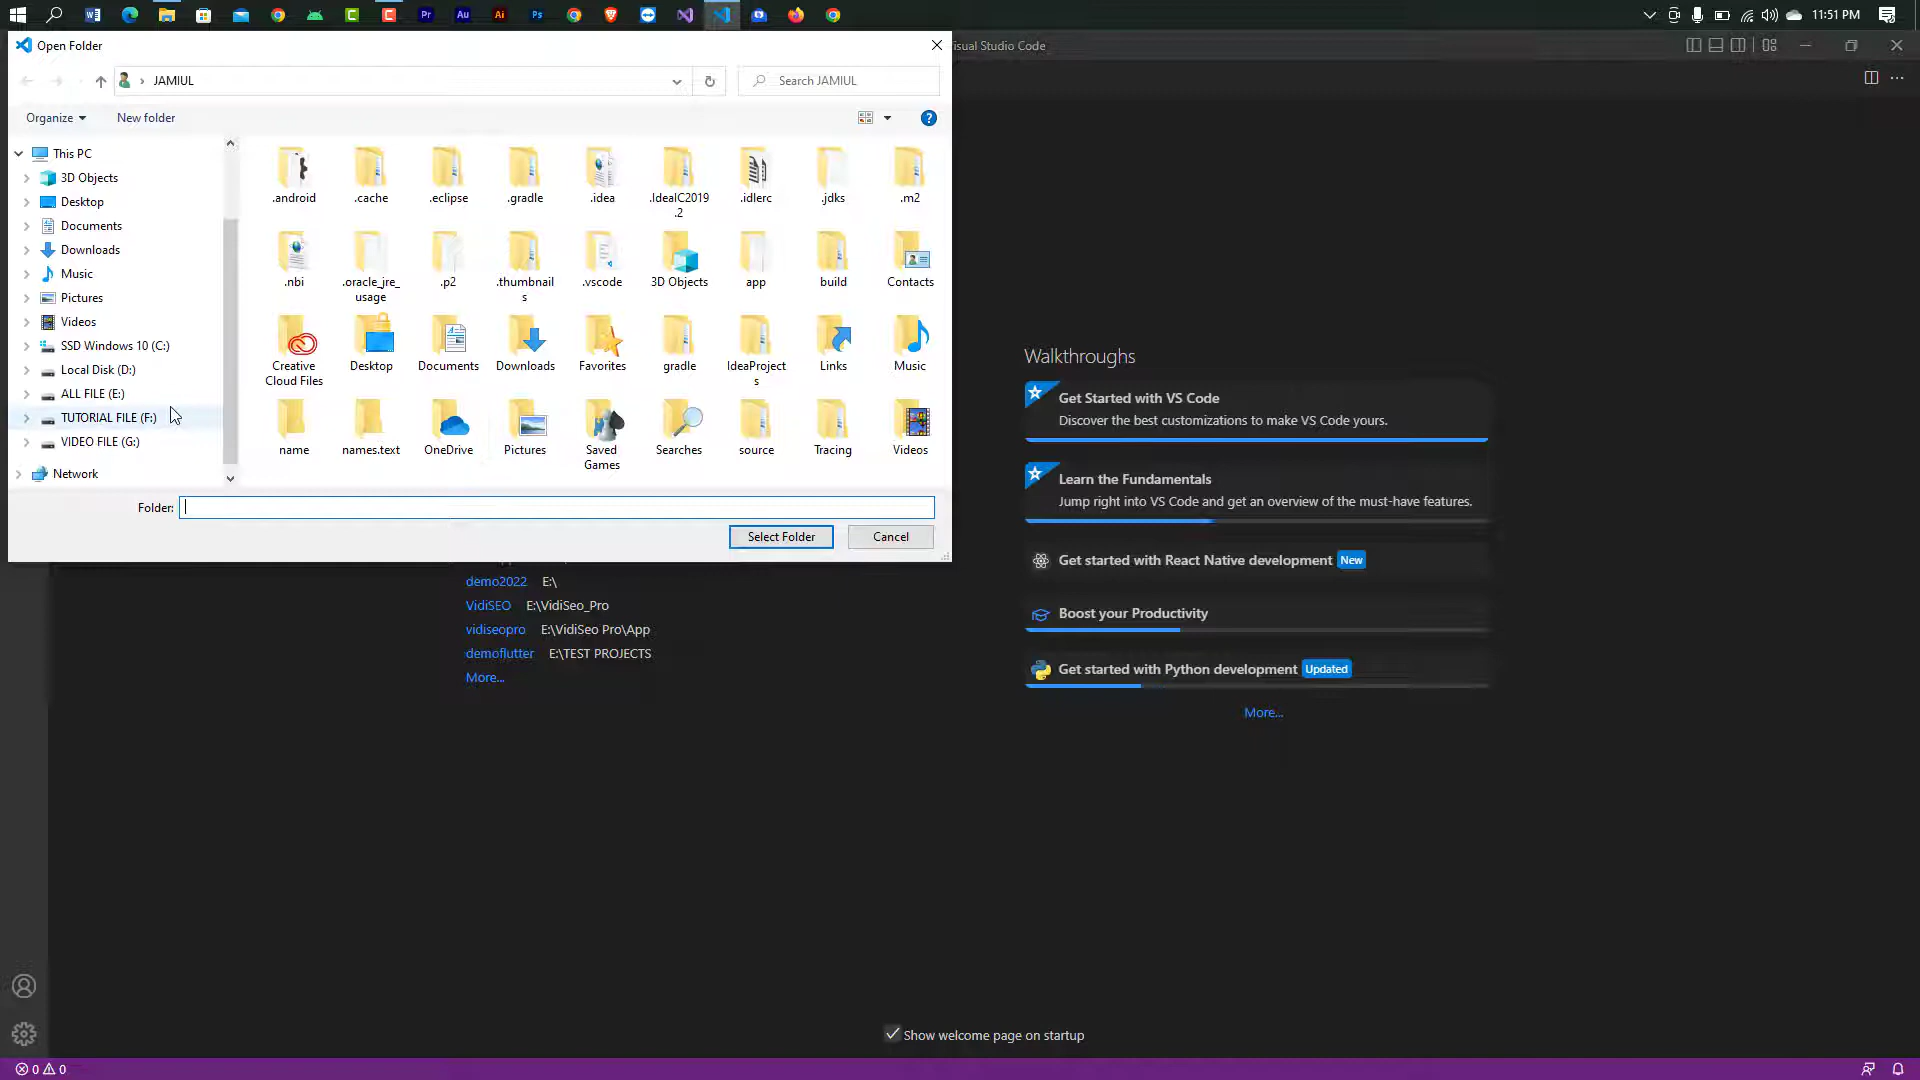 W
Pr
Au
Ai
Ps
11:51 PM
Open Folder
isual Studio Code
JAMIUL
Search JAMIUL
Organize
New folder
This PC
3D Objects
Desktop
Documents
Downloads
Music
Pictures
Videos
SSD Windows 10 (C:)
Local Disk (D:)
ALL FILE (E:)
TUTORIAL FILE (F:)
VIDEO FILE (G:)
Network
.android
.cache
.eclipse
.gradle
.idea
.IdeaIC2019
.2
.idlerc
.jdks
.m2
.nbi
.oracle_jre_
usage
.p2
.thumbnail
s
.vscode
3D Objects
app
build
Contacts
Creative
Cloud Files
Desktop
Documents
Downloads
Favorites
gradle
IdeaProject
s
Links
Music
name
names.text
OneDrive
Pictures
Saved
Games
Searches
source
Tracing
Videos
Folder:
Select Folder
Cancel
demo2022 E:\
VidiSEO E:\VidiSeo_Pro
vidiseopro E:\VidiSeo Pro\App
demoflutter E:\TEST PROJECTS
More...
Walkthroughs
Get Started with VS Code
Discover the best customizations to make VS Code yours.
Learn the Fundamentals
Jump right into VS Code and get an overview of the must-have features.
Get started with React Native development New
Boost your Productivity
Get started with Python development Updated
More...
Show welcome page on startup
0 0